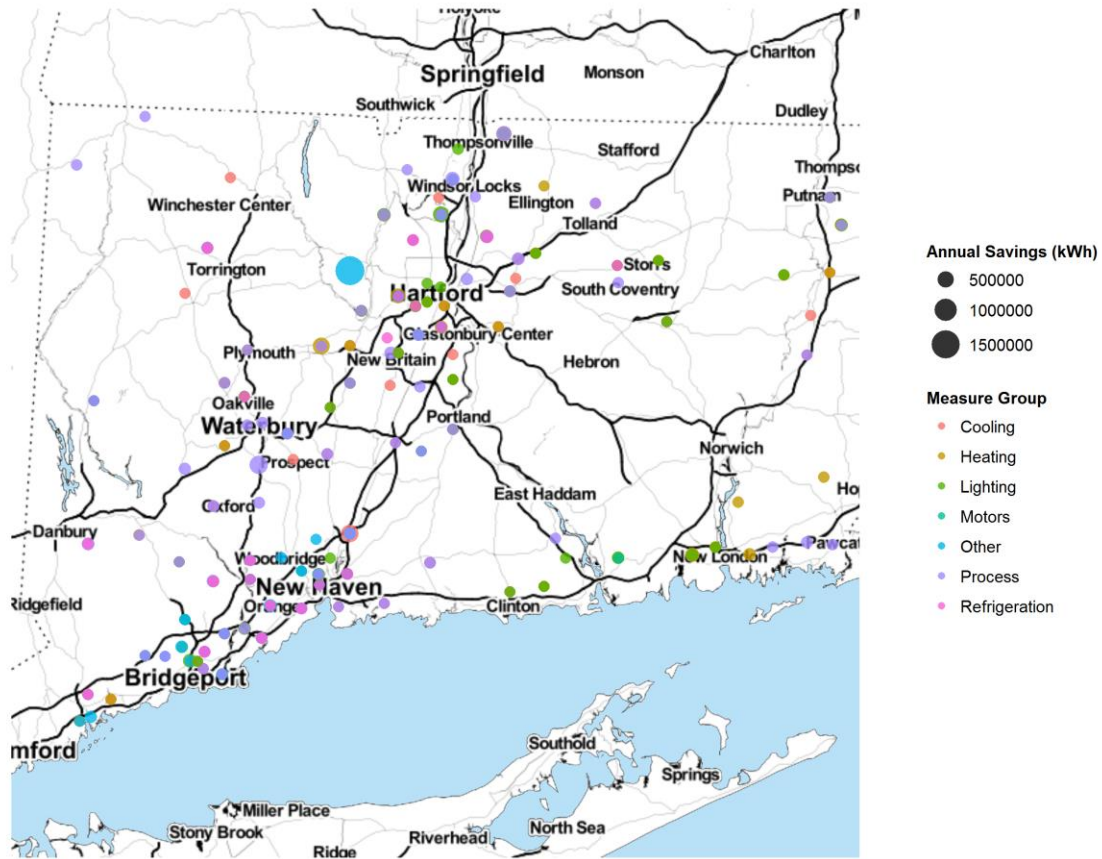 Holyoke
Charlton
Springfield
Monson
Southwick
Dudley
Thompsonville
Stafford
Windsor Locks
Putnam
Winchester Center
Ellington
Tolland
Annual Savings (kWh)
Torrington
Storrs
500000
South Coventry
Hartford
1000000
Glastonbury Center
1500000
Plymouth
New Britain
Hebron
Measure Group
Oakville
Portland
Cooling
Waterbury
Norwich
Heating
Prospect
Lighting
East Haddam
Oxford
Motors
Danbury
Other
Woodbridge
New London
Process
New Haven
Ridgefield
Orange
Clinton
Refrigeration
Bridgeport
mford
Southold
Springs
Miller Place
Stony Brook
Riverhead
North Sea
Ridge